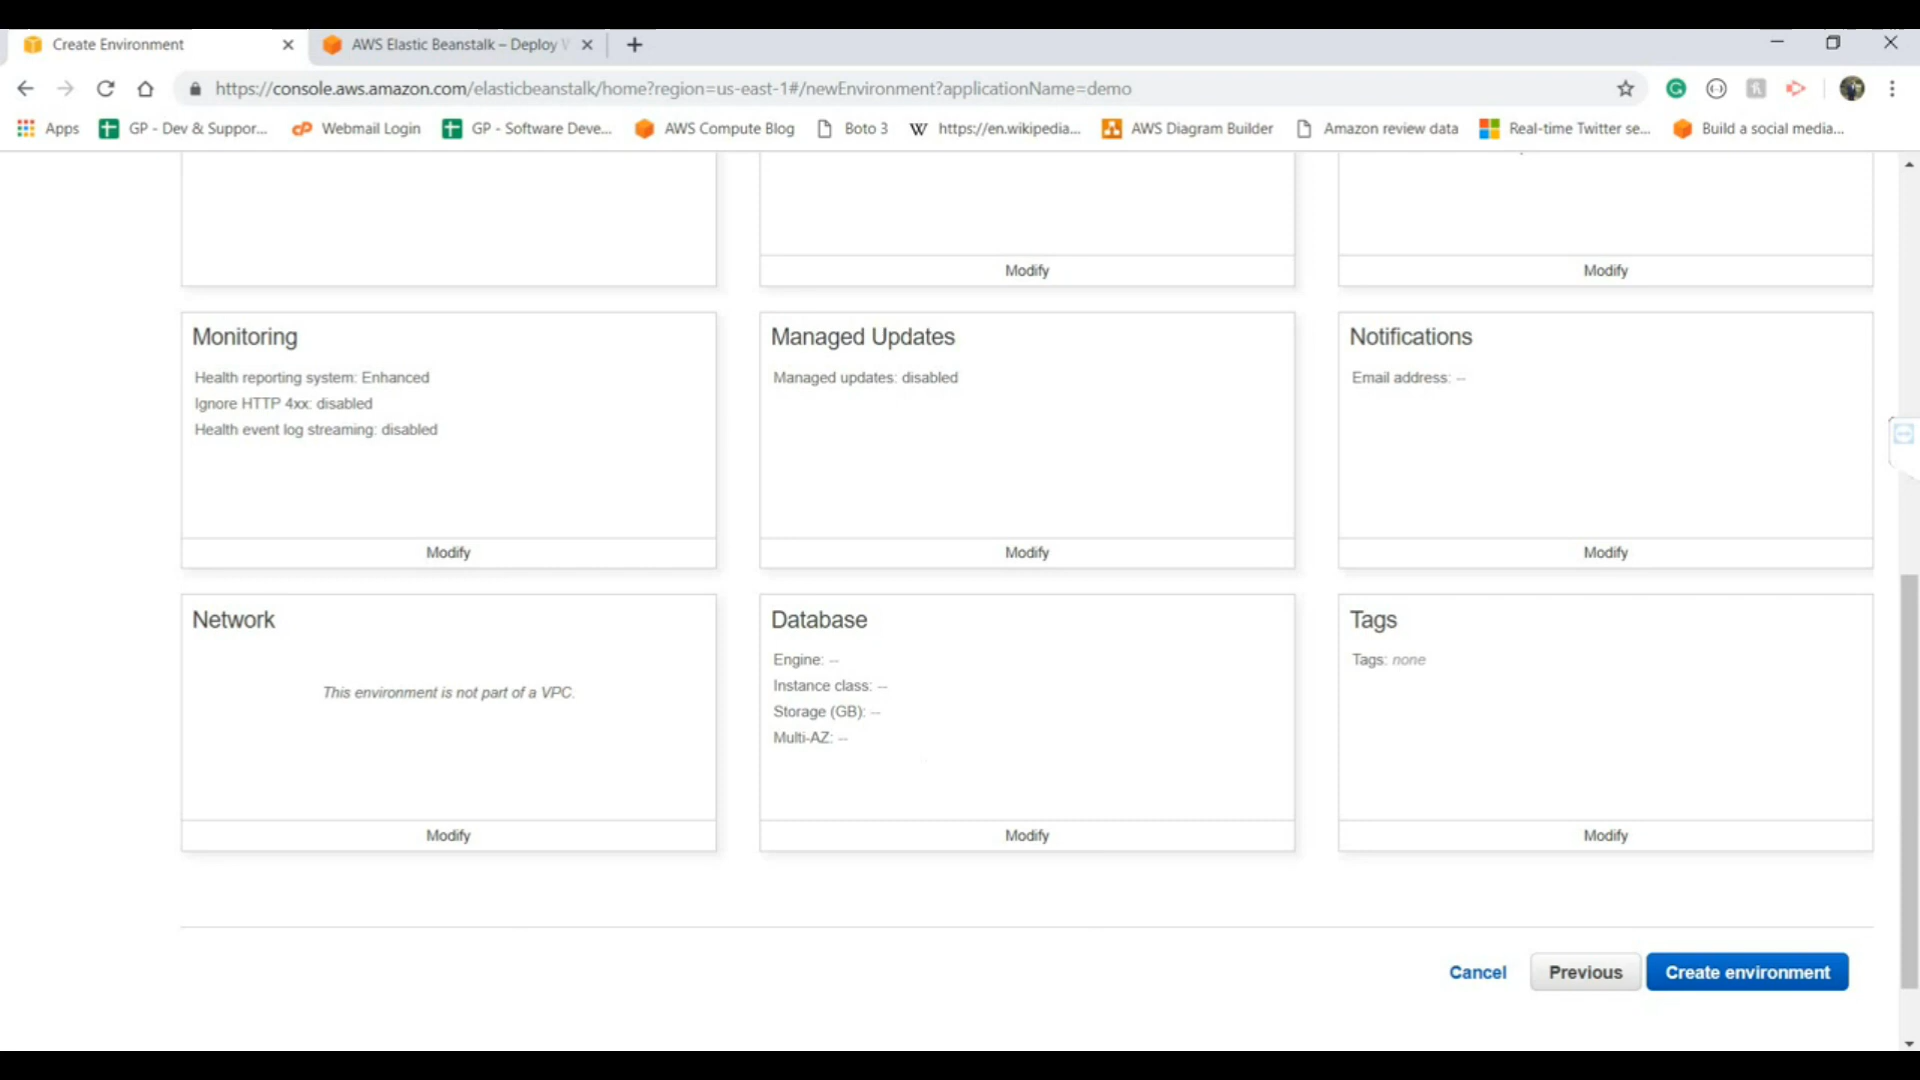 Create Environment
AWS Elastic Beanstalk – Deploy
https://console.aws.amazon.com/elasticbeanstalk/home?region=us-east-1#/newEnvironment?applicationName=demo
Apps
GP - Dev & Suppor...
Webmail Login
GP - Software Deve...
AWS Compute Blog
Boto 3
https://en.wikipedia...
AWS Diagram Builder
Amazon review data
Real-time Twitter se...
Build a social media...
Modify
Modify
Monitoring
Health reporting system: Enhanced
Ignore HTTP 4xx: disabled
Health event log streaming: disabled
Modify
Managed Updates
Managed updates: disabled
Modify
Notifications
Email address: --
Modify
Network
This environment is not part of a VPC.
Modify
Database
Engine: --
Instance class: --
Storage (GB): --
Multi-AZ: --
Modify
Tags
Tags: none
Modify
Cancel
Previous
Create environment